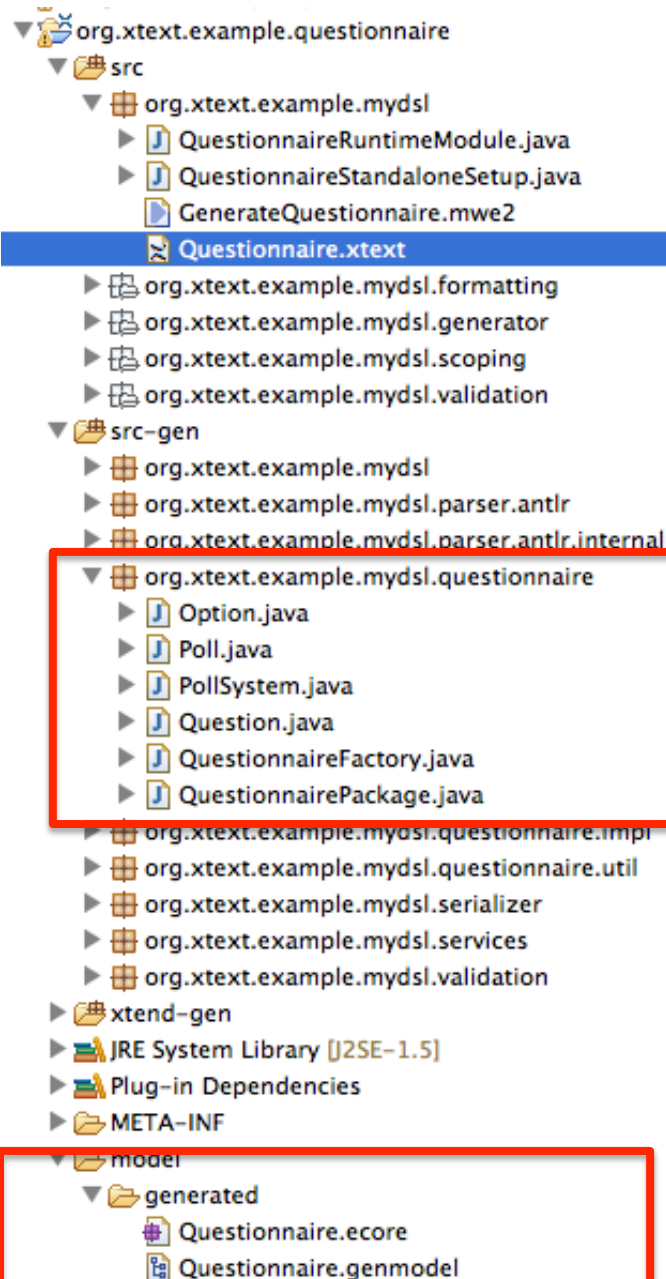 org.xtext.example.questionnaire
src
org.xtext.example.mydsl
QuestionnaireRuntimeModule.java
QuestionnaireStandaloneSetup.java
GenerateQuestionnaire.mwe2
Questionnaire.xtext
org.xtext.example.mydsl.formatting
org.xtext.example.mydsl.generator
org.xtext.example.mydsl.scoping
org.xtext.example.mydsl.validation
src-gen
org.xtext.example.mydsl
org.xtext.example.mydsl.parser.antlr
org.xtext.example.mydsl.parser.antlr.internal
org.xtext.example.mydsl.questionnaire
Option.java
Poll.java
PollSystem.java
Question.java
QuestionnaireFactory.java
QuestionnairePackage.java
org.xtext.example.mydsl.questionnaire.impl
org.xtext.example.mydsl.questionnaire.util
org.xtext.example.mydsl.serializer
org.xtext.example.mydsl.services
org.xtext.example.mydsl.validation
xtend-gen
JRE System Library [J2SE-1.5]
Plug-in Dependencies
META-INF
model
generated
Questionnaire.ecore
Questionnaire.genmodel